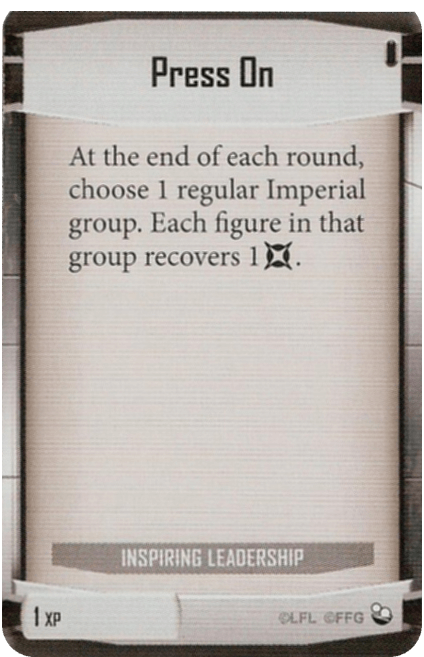 Press On
At the end of each round,
choose 1 regular Imperial
group. Each figure in that
group recovers 1 .
INSPIRING LEADERSHIP
1 XP
©LFL ©FFG